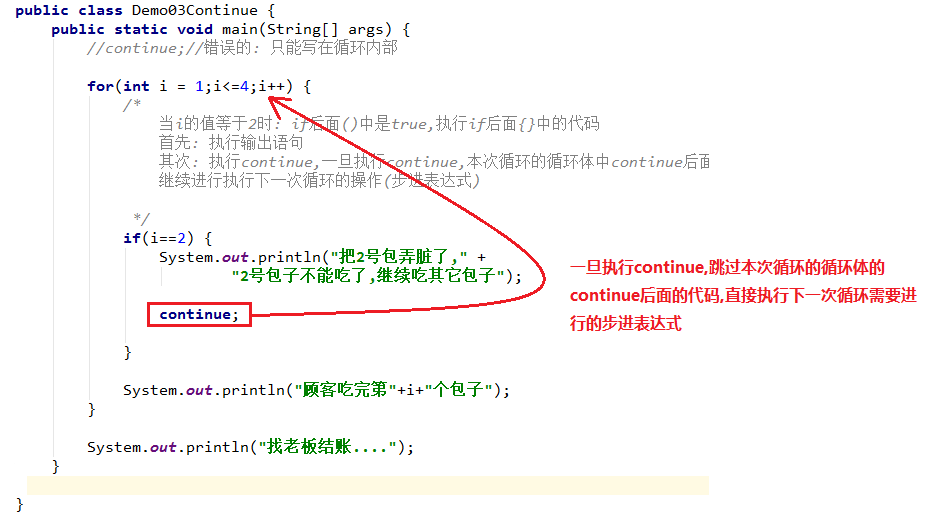 public class Demo03Continue {
public static void main(String[] args) {
//continue;//错误的: 只能写在循环内部
for(int i = 1;i<=4;i++) {
/*
当i的值等于2时: if后面()中是true,执行if后面{}中的代码
首先: 执行输出语句
其次: 执行continue,一旦执行continue,本次循环的循环体中continue后面
继续进行执行下一次循环的操作(步进表达式)
*/
if(i==2) {
System.out.println("把2号包弄脏了," +
"2号包子不能吃了,继续吃其它包子");
continue;
}
System.out.println("顾客吃完第"+i+"个包子");
}
System.out.println("找老板结账....");
}
}
一旦执行continue,跳过本次循环的循环体的
continue后面的代码,直接执行下一次循环需要进
行的步进表达式